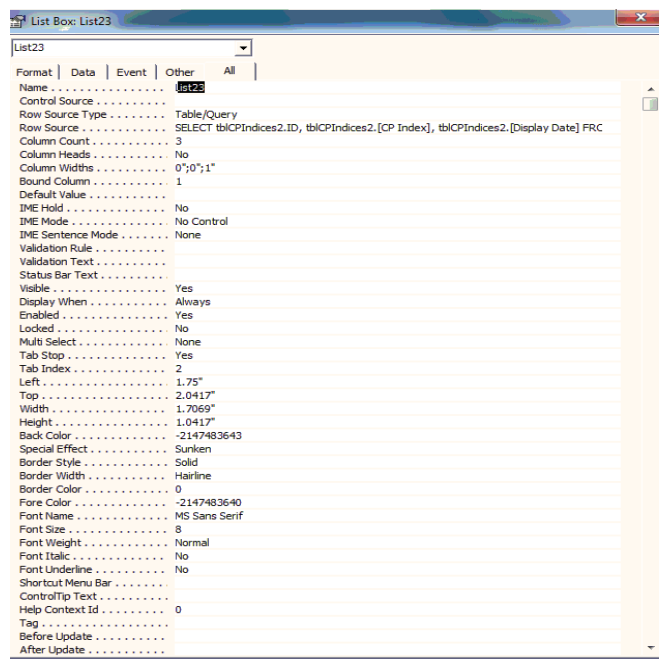 List Box: List23
List23
Format Data Event Other All
Name . . . . . . . . . . . . . . . . List23
Control Source . . . . . . . . . .
Row Source Type . . . . . . . . Table/Query
Row Source . . . . . . . . . . . . SELECT tblCPIndices2.ID, tblCPIndices2.[CP Index], tblCPIndices2.[Display Date] FRC
Column Count . . . . . . . . . . . 3
Column Heads . . . . . . . . . . No
Column Widths . . . . . . . . . . 0";0";1"
Bound Column . . . . . . . . . . 1
Default Value . . . . . . . . . . .
IME Hold . . . . . . . . . . . . . . No
IME Mode . . . . . . . . . . . . . No Control
IME Sentence Mode . . . . . . . None
Validation Rule . . . . . . . . . .
Validation Text . . . . . . . . . .
Status Bar Text . . . . . . . . .
Visible . . . . . . . . . . . . . . . . Yes
Display When . . . . . . . . . . . Always
Enabled . . . . . . . . . . . . . . . Yes
Locked . . . . . . . . . . . . . . . No
Multi Select . . . . . . . . . . . . None
Tab Stop . . . . . . . . . . . . . . Yes
Tab Index . . . . . . . . . . . . . 2
Left . . . . . . . . . . . . . . . . . 1.75"
Top . . . . . . . . . . . . . . . . . 2.0417"
Width . . . . . . . . . . . . . . . . 1.7069"
Height . . . . . . . . . . . . . . . . 1.0417"
Back Color . . . . . . . . . . . . . -2147483643
Special Effect . . . . . . . . . . . Sunken
Border Style . . . . . . . . . . . . Solid
Border Width . . . . . . . . . . . Hairline
Border Color . . . . . . . . . . . . 0
Fore Color . . . . . . . . . . . . . -2147483640
Font Name . . . . . . . . . . . . . MS Sans Serif
Font Size . . . . . . . . . . . . . . 8
Font Weight . . . . . . . . . . . . Normal
Font Italic . . . . . . . . . . . . . No
Font Underline . . . . . . . . . . No
Shortcut Menu Bar . . . . . . .
ControlTip Text . . . . . . . . . .
Help Context Id . . . . . . . . . 0
Tag . . . . . . . . . . . . . . . . . .
Before Update . . . . . . . . . .
After Update . . . . . . . . . . .